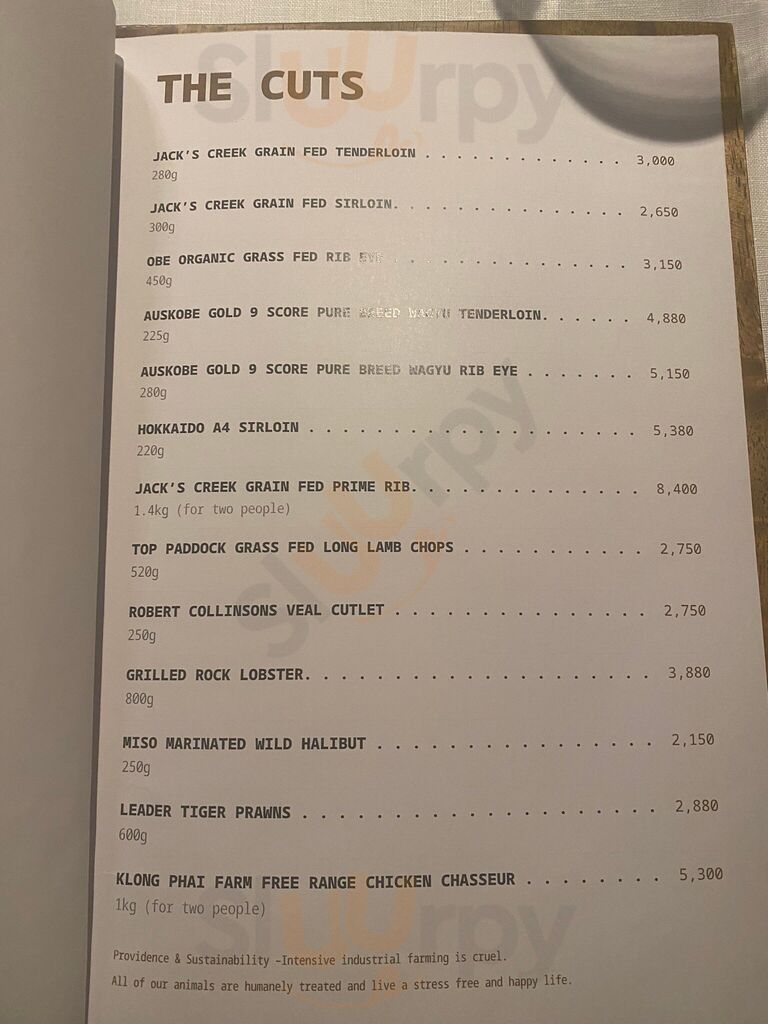 THE CUTS
JACK'S CREEK GRAIN FED TENDERLOIN . . . . . . . . . . . . . . 3,000
280g
JACK'S CREEK GRAIN FED SIRLOIN. . . . . . . . . . . . . . . . 2,650
300g
OBE ORGANIC GRASS FED RIB EYE . . . . . . . . . . . . . . . . 3,150
450g
AUSKOBE GOLD 9 SCORE PURE BREED WAGYU TENDERLOIN. . . . . . 4,880
225g
AUSKOBE GOLD 9 SCORE PURE BREED WAGYU RIB EYE . . . . . . . 5,150
280g
HOKKAIDO A4 SIRLOIN . . . . . . . . . . . . . . . . . . . . . . . 5,380
220g
JACK'S CREEK GRAIN FED PRIME RIB. . . . . . . . . . . . . . . 8,400
1.4kg (for two people)
TOP PADDOCK GRASS FED LONG LAMB CHOPS . . . . . . . . . . . 2,750
520g
ROBERT COLLINSONS VEAL CUTLET . . . . . . . . . . . . . . . . 2,750
250g
GRILLED ROCK LOBSTER. . . . . . . . . . . . . . . . . . . . . 3,880
800g
MISO MARINATED WILD HALIBUT . . . . . . . . . . . . . . . . 2,150
250g
LEADER TIGER PRAWNS . . . . . . . . . . . . . . . . . . . . 2,880
600g
KLONG PHAI FARM FREE RANGE CHICKEN CHASSEUR . . . . . . . . 5,300
1kg (for two people)
Providence & Sustainability -Intensive industrial farming is cruel.
All of our animals are humanely treated and live a stress free and happy life.
Sluurpy
Sluurpy
Sluurpy